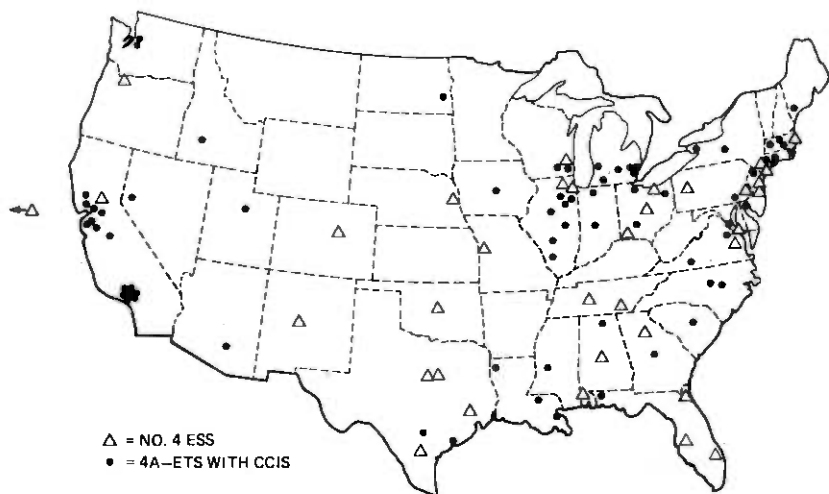 △ = NO. 4 ESS
• = 4A–ETS WITH CCIS